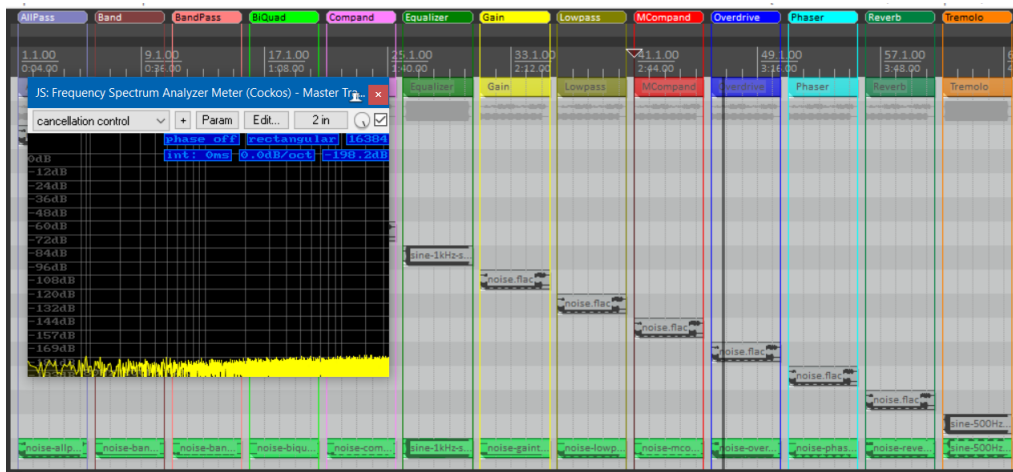 AllPass Band BandPass BiQuad Compand Equalizer Gain Lowpass MCompand Overdrive Phaser Reverb Tremolo
1.1.00 9.1.00 17.1.00 25.1.00 33.1.00 41.1.00 49.1.00 57.1.00
0:04.00 0:36.00 1:08.00 1:40.00 2:12.00 2:44.00 3:16.00 3:48.00
Equalizer Gain Lowpass MCompand Overdrive Phaser Reverb Tremolo
JS: Frequency Spectrum Analyzer Meter (Cockos) - Master Tr...
cancellation control + Param Edit... 2 in
phase off rectangular 16384
int: 0ms 0.0dB/oct -198.2dB
0dB
-12dB
-24dB
-36dB
-48dB
-60dB
-72dB
-84dB
-96dB
-108dB
-120dB
-132dB
-144dB
-157dB
-169dB
sine-1kHz-s...
noise.flac
noise.flac
noise.flac
noise.flac
noise.flac
noise.flac
sine-500Hz...
noise-allp... noise-ban... noise-ban... noise-biqu... noise-com... sine-1kHz-s... noise-gaint... noise-lowp... noise-mco... noise-over... noise-phas... noise-reve... sine-500Hz...